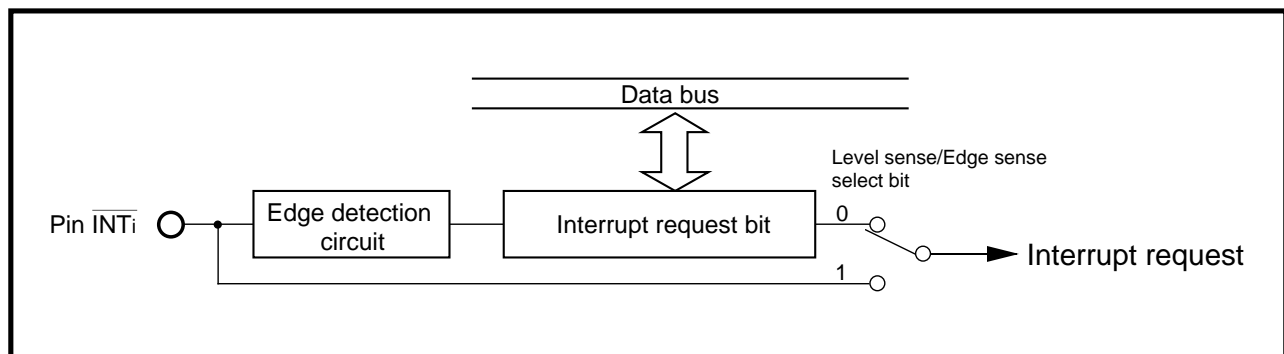 Data bus
Level sense/Edge sense
select bit
Pin INTi
Edge detection
circuit
Interrupt request bit
0
1
Interrupt request